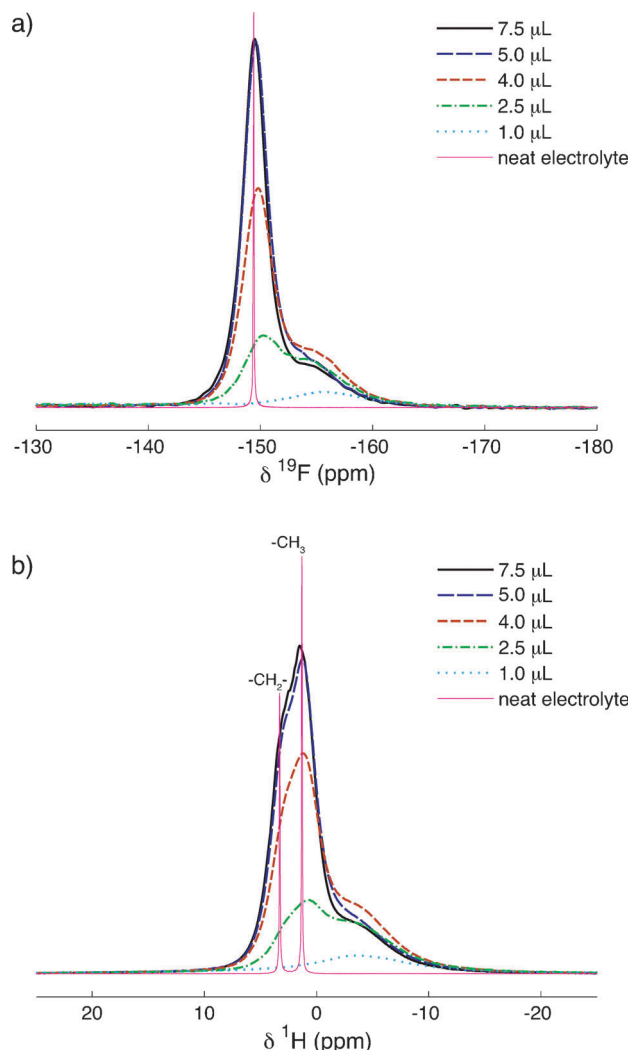 a)
7.5 μL
5.0 μL
4.0 μL
2.5 μL
1.0 μL
neat electrolyte
-130 -140 -150 -160 -170 -180
δ ¹⁹F (ppm)
b)
-CH₃
-CH₂-
7.5 μL
5.0 μL
4.0 μL
2.5 μL
1.0 μL
neat electrolyte
20 10 0 -10 -20
δ ¹H (ppm)